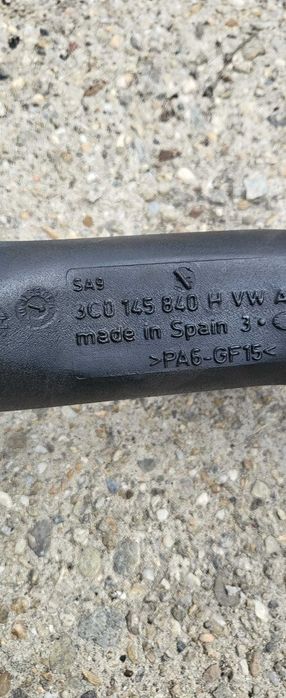 SA9
3C0 145 840 H VW A
made in Spain 3
>PA6-GF15<